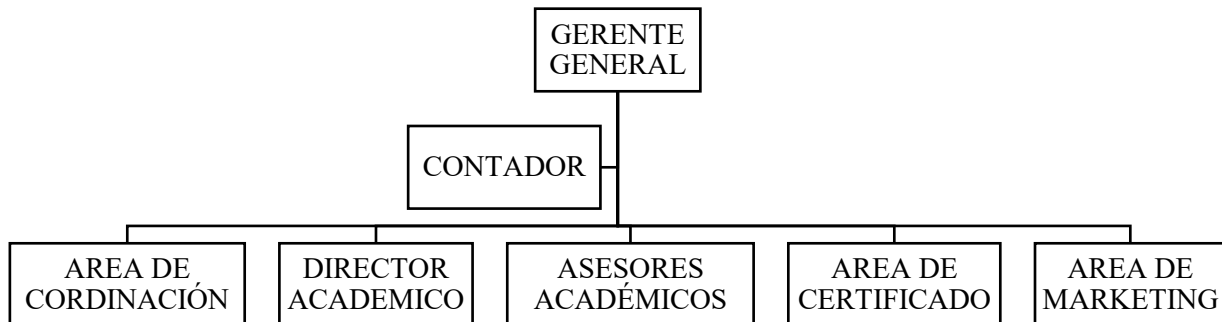 GERENTE
GENERAL
CONTADOR
AREA DE
CORDINACIÓN
DIRECTOR
ACADEMICO
ASESORES
ACADÉMICOS
AREA DE
CERTIFICADO
AREA DE
MARKETING